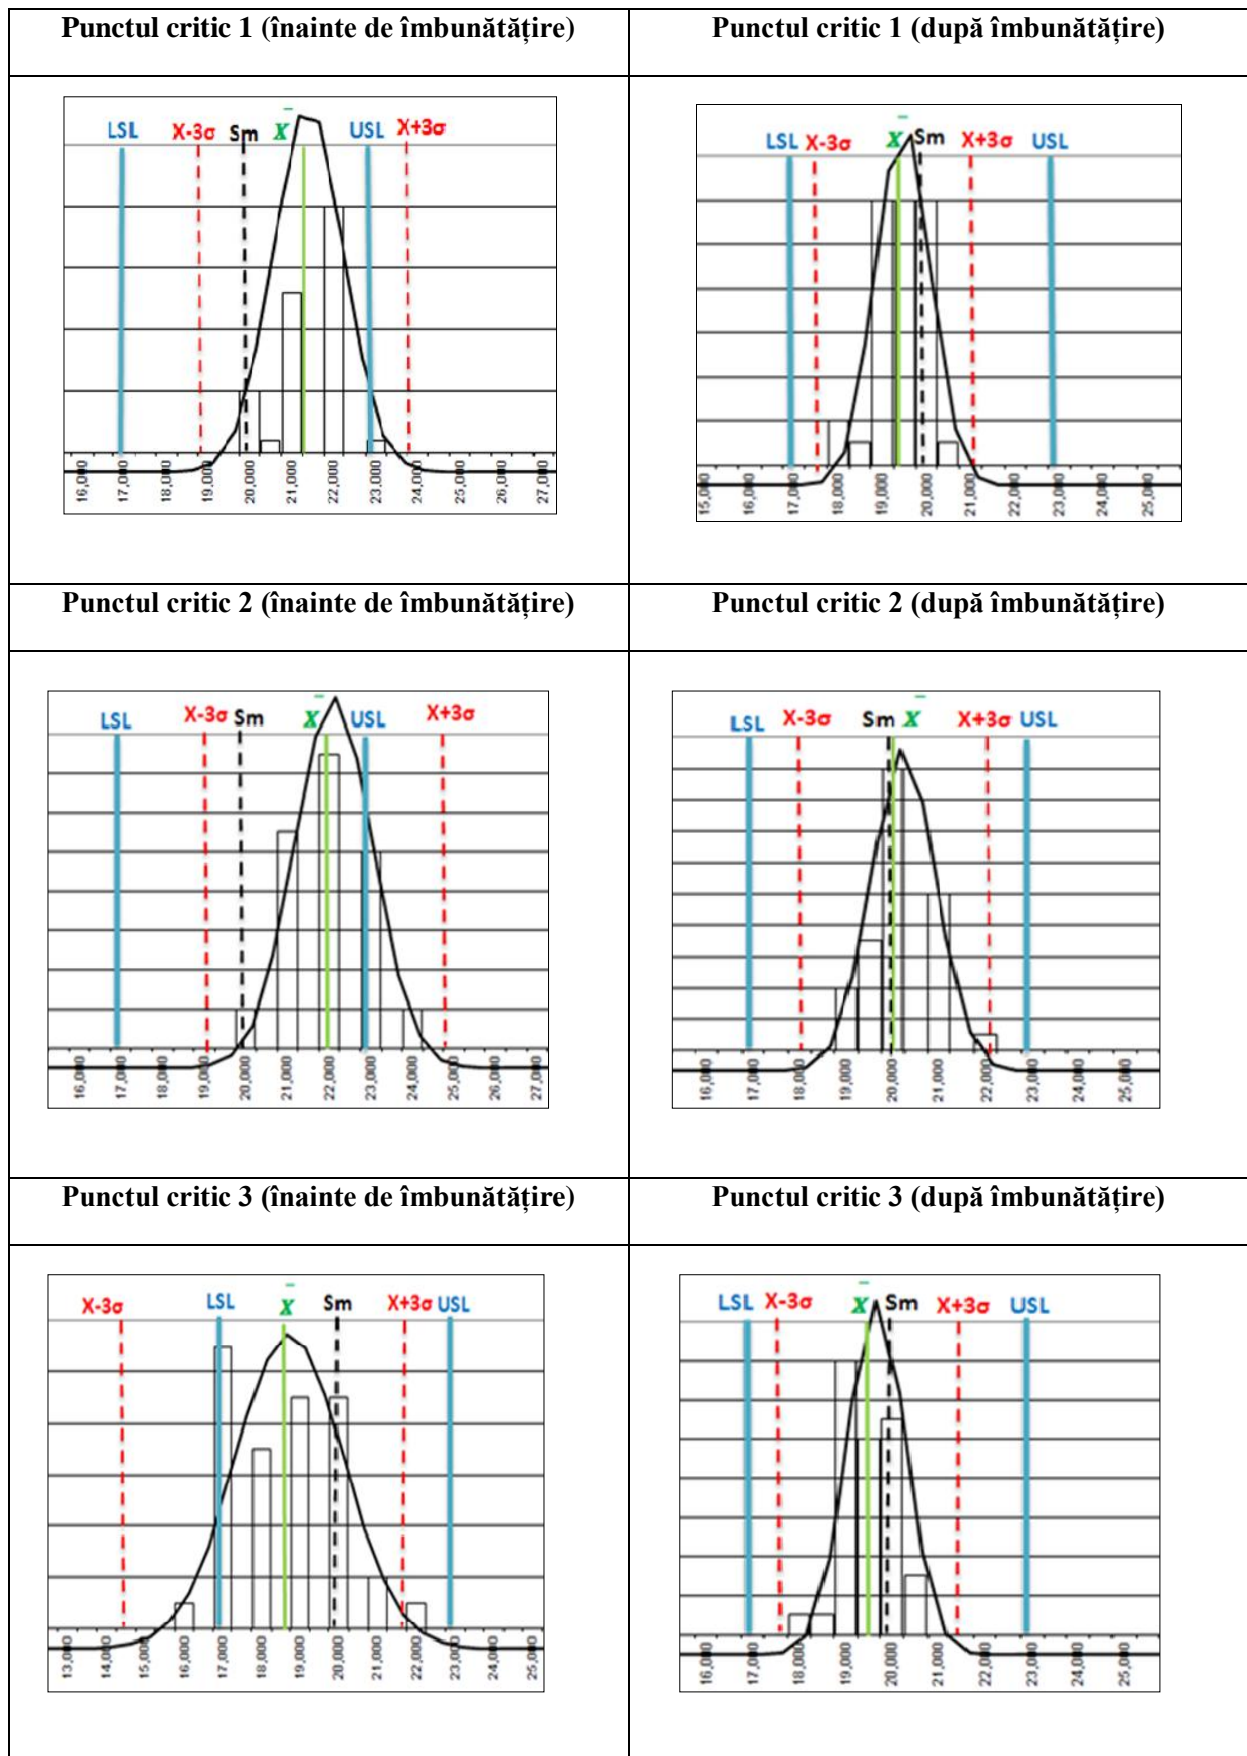 Punctul critic 1 (înainte de îmbunătățire)
Punctul critic 1 (după îmbunătățire)
LSL X-3σ Sm X̄ USL X+3σ
16,000 17,000 18,000 19,000 20,000 21,000 22,000 23,000 24,000 25,000 26,000 27,000
LSL X-3σ X̄ Sm X+3σ USL
15,000 16,000 17,000 18,000 19,000 20,000 21,000 22,000 23,000 24,000 25,000
Punctul critic 2 (înainte de îmbunătățire)
Punctul critic 2 (după îmbunătățire)
LSL X-3σ Sm X̄ USL X+3σ
16,000 17,000 18,000 19,000 20,000 21,000 22,000 23,000 24,000 25,000 26,000 27,000
LSL X-3σ Sm X̄ X+3σ USL
16,000 17,000 18,000 19,000 20,000 21,000 22,000 23,000 24,000 25,000
Punctul critic 3 (înainte de îmbunătățire)
Punctul critic 3 (după îmbunătățire)
X-3σ LSL X̄ Sm X+3σ USL
13,000 14,000 15,000 16,000 17,000 18,000 19,000 20,000 21,000 22,000 23,000 24,000 25,000
LSL X-3σ X̄ Sm X+3σ USL
16,000 17,000 18,000 19,000 20,000 21,000 22,000 23,000 24,000 25,000